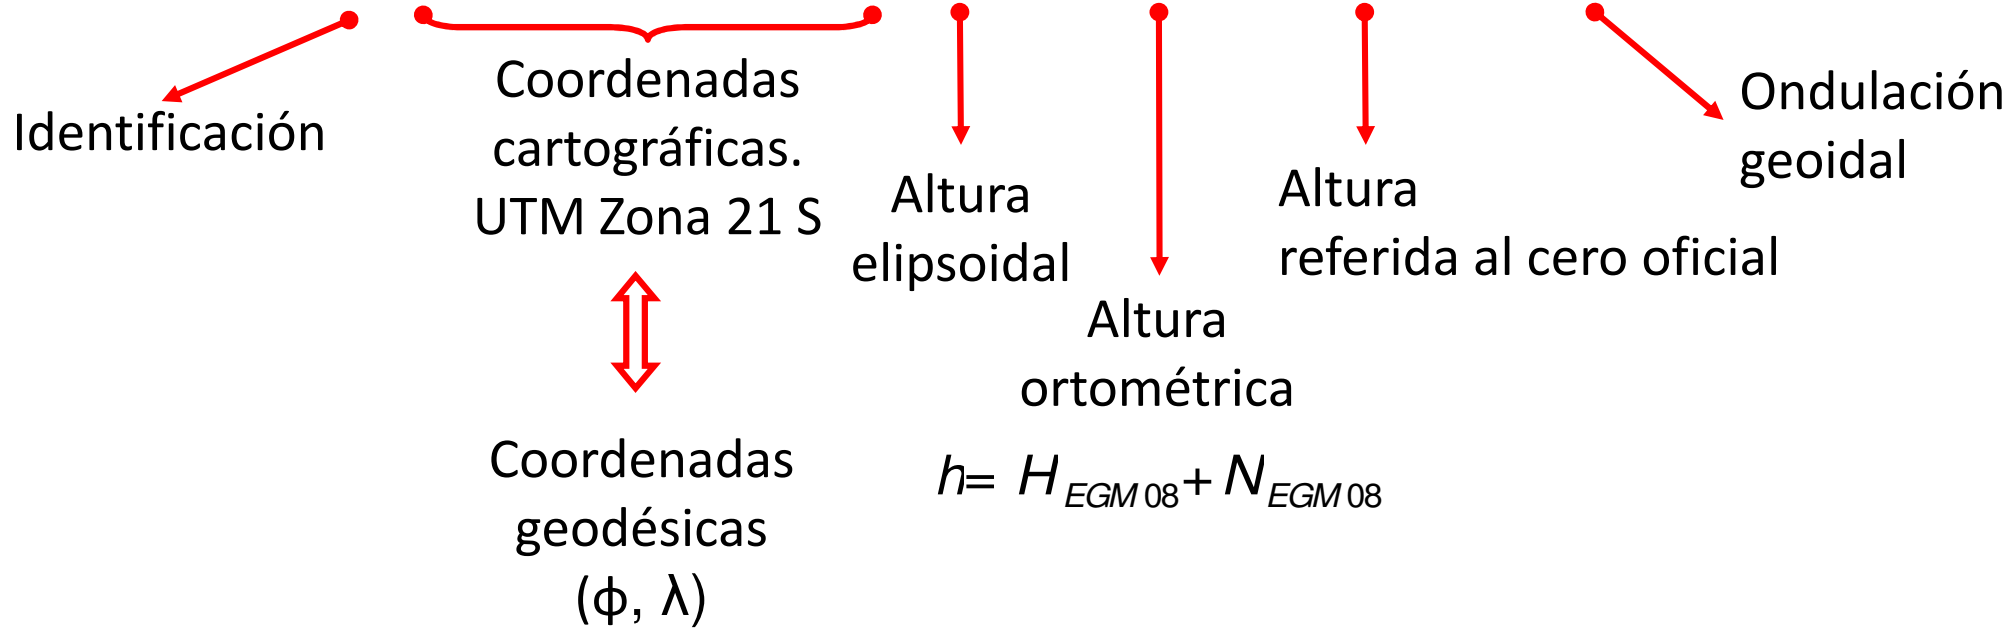 Identificación
Coordenadas
cartográficas.
UTM Zona 21 S
Coordenadas
geodésicas
(ϕ, λ)
Altura
elipsoidal
Altura
ortométrica
h= H EGM 08 + N EGM 08
Altura
referida al cero oficial
Ondulación
geoidal